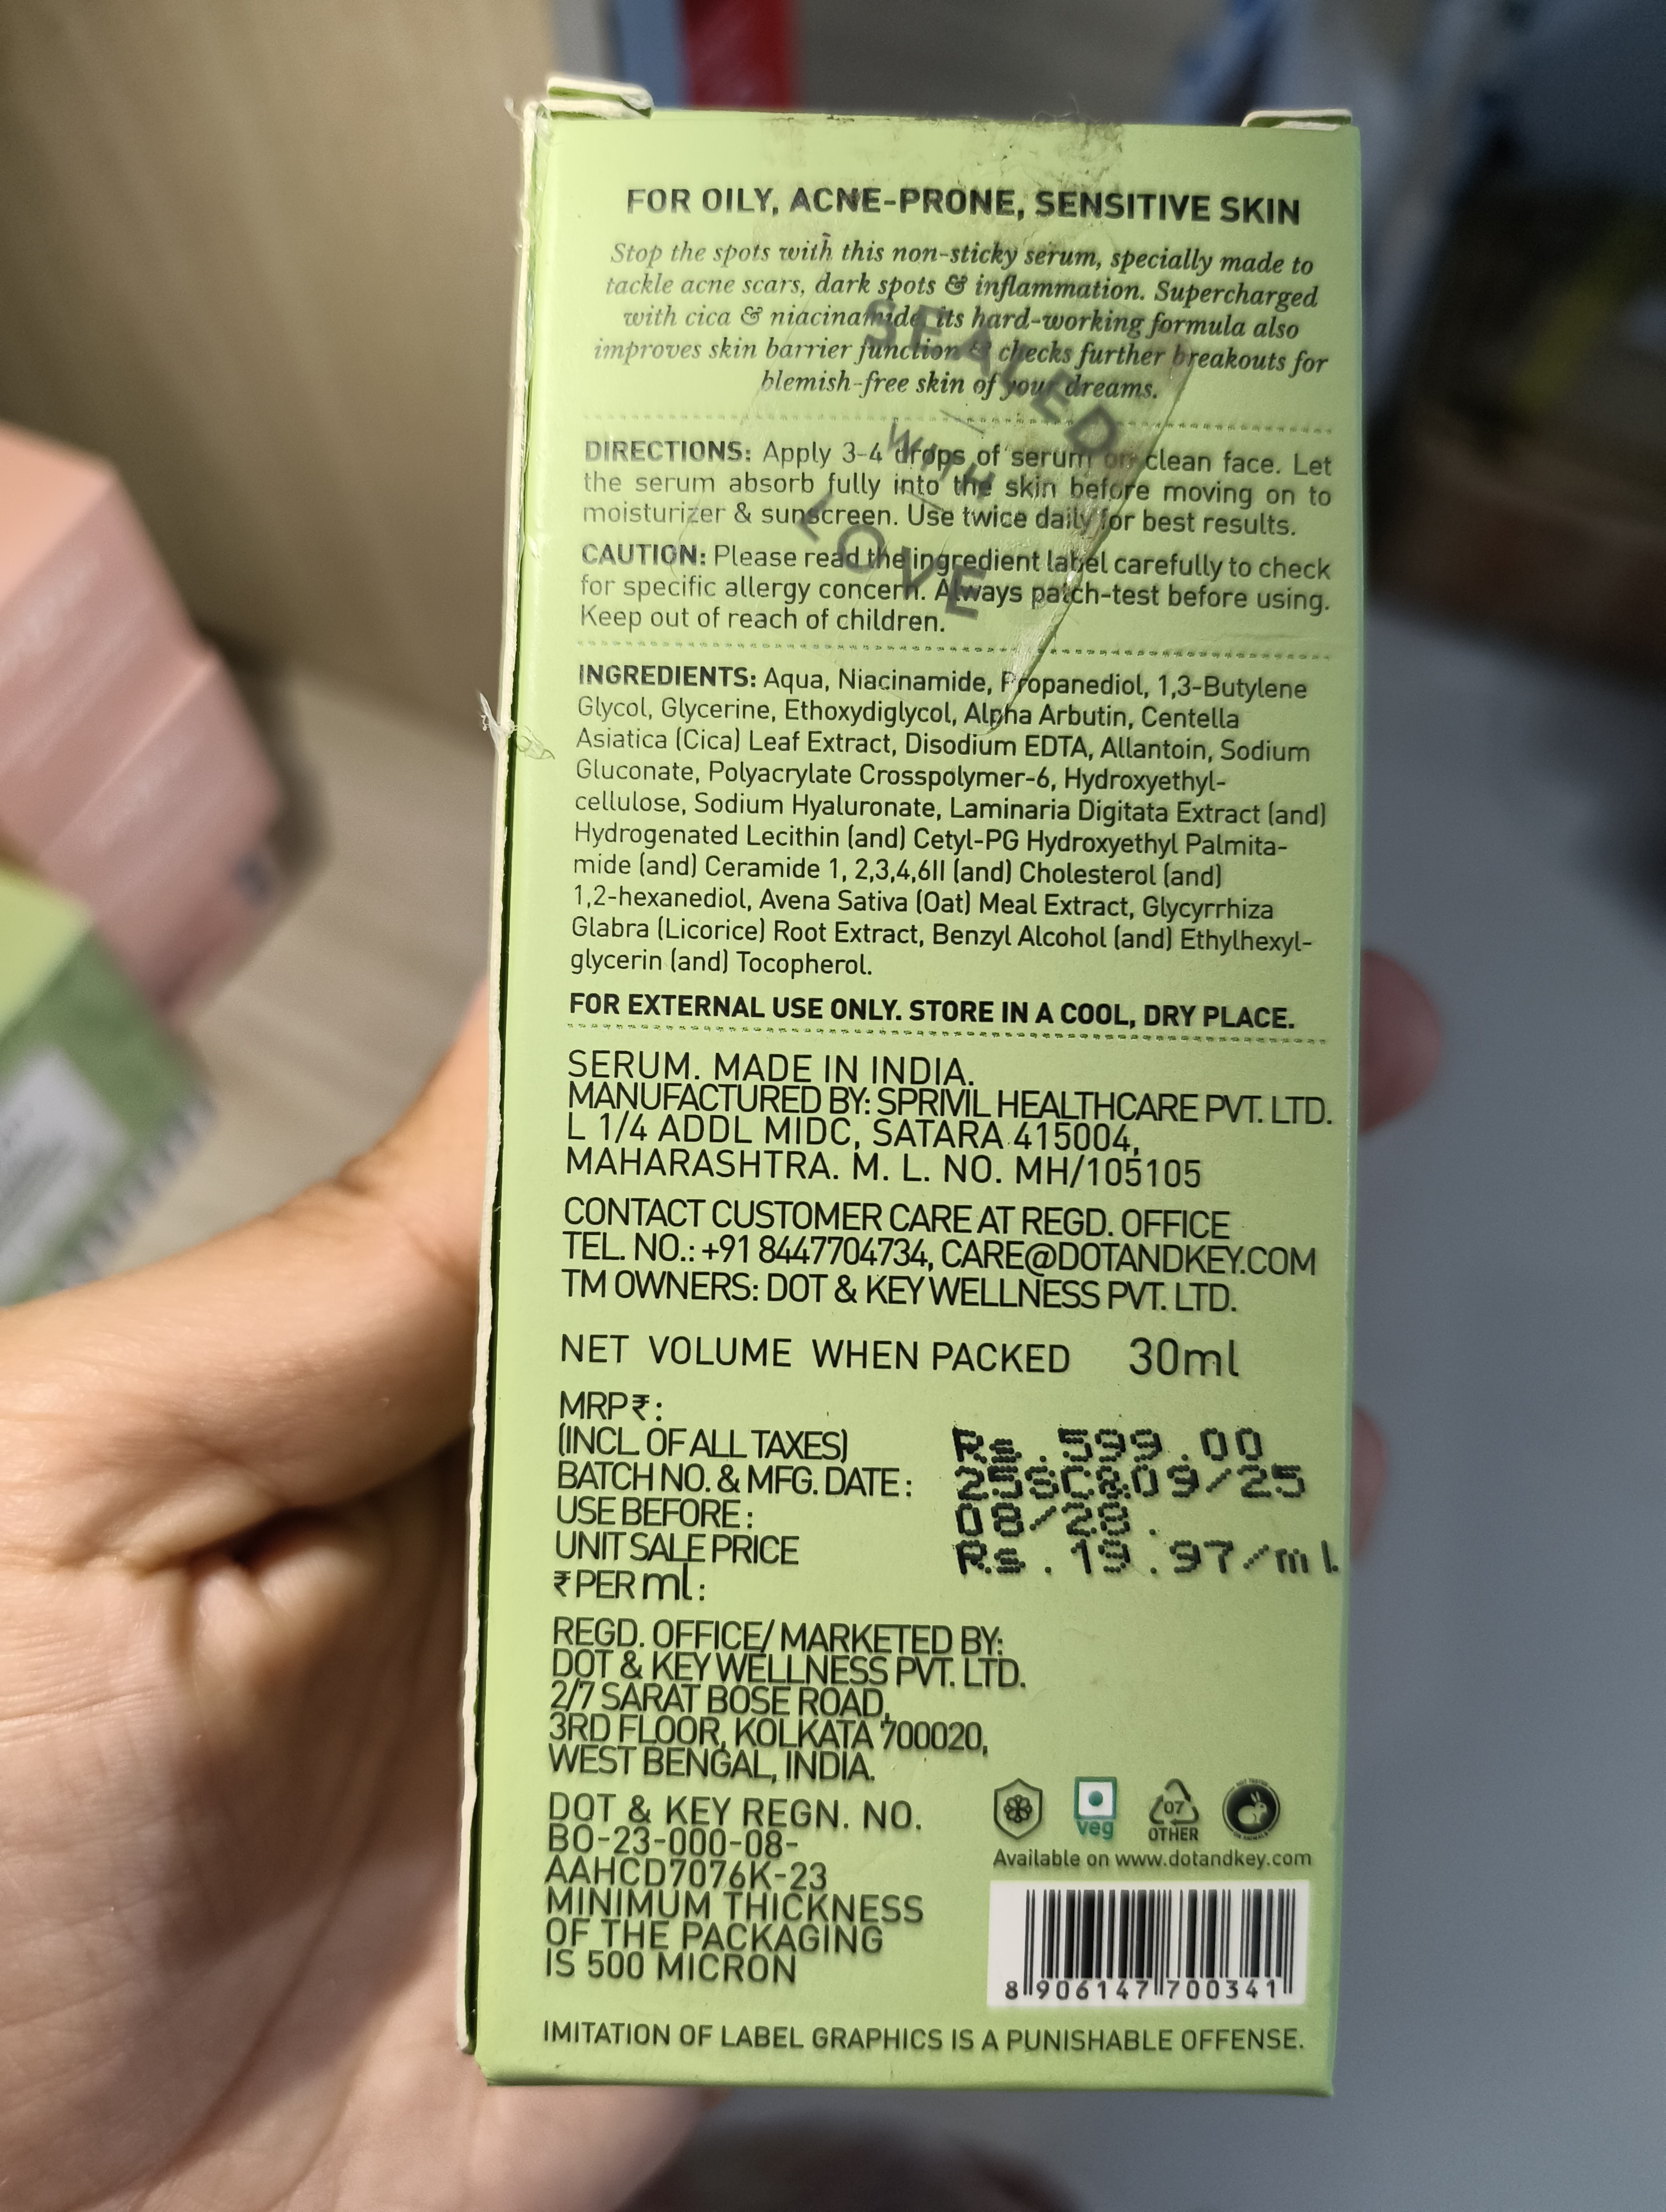 FOR OILY, ACNE-PRONE, SENSITIVE SKIN
Stop the spots with this non-sticky serum, specially made to
tackle acne scars, dark spots & inflammation. Supercharged
with cica & niacinamide, its hard-working formula also
improves skin barrier function & checks further breakouts for
blemish-free skin of your dreams.
SEALED
WITH
LOVE
DIRECTIONS: Apply 3-4 drops of serum on clean face. Let
the serum absorb fully into the skin before moving on to
moisturizer & sunscreen. Use twice daily for best results.
CAUTION: Please read the ingredient label carefully to check
for specific allergy concern. Always patch-test before using.
Keep out of reach of children.
INGREDIENTS: Aqua, Niacinamide, Propanediol, 1,3-Butylene
Glycol, Glycerine, Ethoxydiglycol, Alpha Arbutin, Centella
Asiatica (Cica) Leaf Extract, Disodium EDTA, Allantoin, Sodium
Gluconate, Polyacrylate Crosspolymer-6, Hydroxyethyl-
cellulose, Sodium Hyaluronate, Laminaria Digitata Extract (and)
Hydrogenated Lecithin (and) Cetyl-PG Hydroxyethyl Palmita-
mide (and) Ceramide 1, 2,3,4,6II (and) Cholesterol (and)
1,2-hexanediol, Avena Sativa (Oat) Meal Extract, Glycyrrhiza
Glabra (Licorice) Root Extract, Benzyl Alcohol (and) Ethylhexyl-
glycerin (and) Tocopherol.
FOR EXTERNAL USE ONLY. STORE IN A COOL, DRY PLACE.
SERUM. MADE IN INDIA.
MANUFACTURED BY: SPRIVIL HEALTHCARE PVT. LTD.
L 1/4 ADDL MIDC, SATARA 415004,
MAHARASHTRA. M. L. NO. MH/105105
CONTACT CUSTOMER CARE AT REGD. OFFICE
TEL. NO.: +91 8447704734, CARE@DOTANDKEY.COM
TM OWNERS: DOT & KEY WELLNESS PVT. LTD.
NET VOLUME WHEN PACKED 30ml
MRP₹:
(INCL. OF ALL TAXES) Rs.599.00
BATCH NO. & MFG. DATE: 25SC&09/25
USE BEFORE: 08/28.
UNIT SALE PRICE Rs.19.97/ml
₹ PER ml:
REGD. OFFICE/ MARKETED BY:
DOT & KEY WELLNESS PVT. LTD.
2/7 SARAT BOSE ROAD,
3RD FLOOR, KOLKATA 700020,
WEST BENGAL, INDIA.
DOT & KEY REGN. NO.
BO-23-000-08-
AAHCD7076K-23
MINIMUM THICKNESS
OF THE PACKAGING
IS 500 MICRON
veg
07
OTHER
Available on www.dotandkey.com
8 906147 700341
IMITATION OF LABEL GRAPHICS IS A PUNISHABLE OFFENSE.